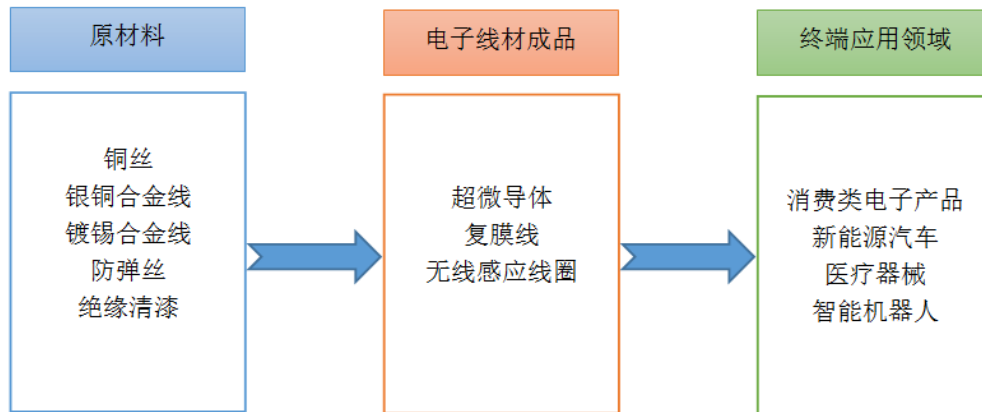 原材料
铜丝
银铜合金线
镀锡合金线
防弹丝
绝缘清漆
电子线材成品
超微导体
复膜线
无线感应线圈
终端应用领域
消费类电子产品
新能源汽车
医疗器械
智能机器人